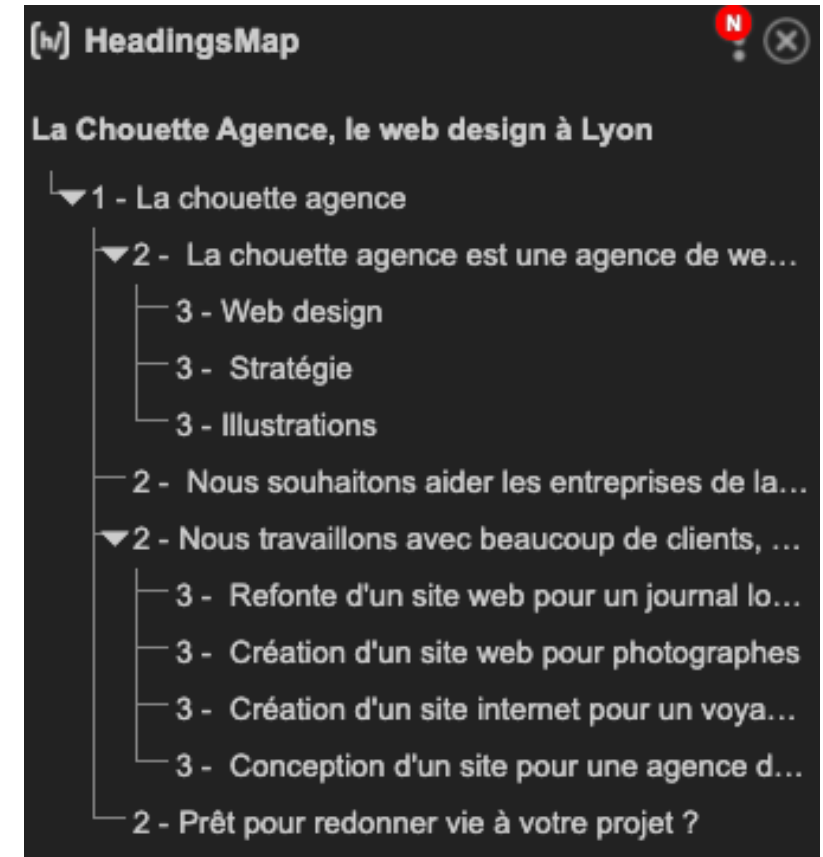 [h/] HeadingsMap
N
La Chouette Agence, le web design à Lyon
1 - La chouette agence
2 - La chouette agence est une agence de we...
3 - Web design
3 - Stratégie
3 - Illustrations
2 - Nous souhaitons aider les entreprises de la...
2 - Nous travaillons avec beaucoup de clients, ...
3 - Refonte d'un site web pour un journal lo...
3 - Création d'un site web pour photographes
3 - Création d'un site internet pour un voya...
3 - Conception d'un site pour une agence d...
2 - Prêt pour redonner vie à votre projet ?